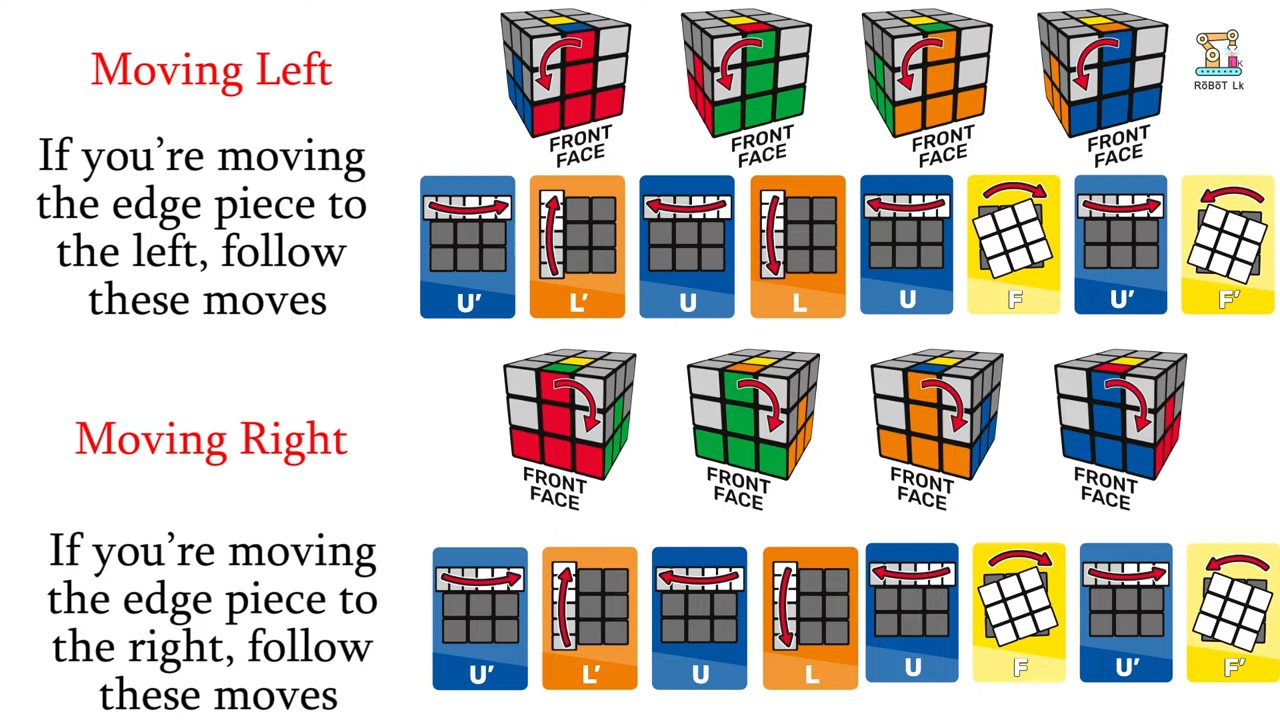 Moving Left
If you're moving
the edge piece to
the left, follow
these moves
FRONT
FACE
FRONT
FACE
FRONT
FACE
FRONT
FACE
RōBōT Lk
U'
L'
U
L
U
F
U'
F'
Moving Right
If you're moving
the edge piece to
the right, follow
these moves
FRONT
FACE
FRONT
FACE
FRONT
FACE
FRONT
FACE
U'
L'
U
L
U
F
U'
F'